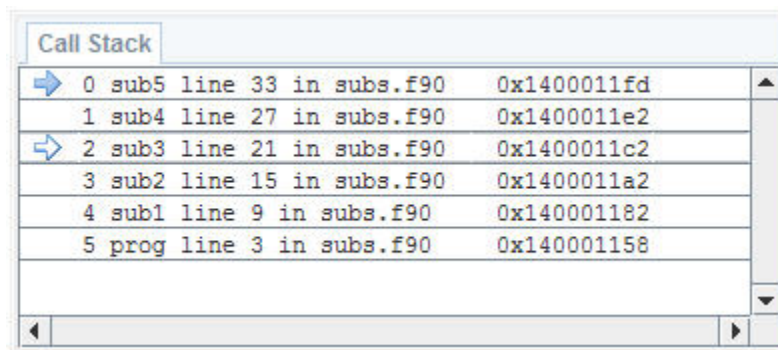 Call Stack
0 sub5 line 33 in subs.f90 0x1400011fd
1 sub4 line 27 in subs.f90 0x1400011e2
2 sub3 line 21 in subs.f90 0x1400011c2
3 sub2 line 15 in subs.f90 0x1400011a2
4 sub1 line 9 in subs.f90 0x140001182
5 prog line 3 in subs.f90 0x140001158